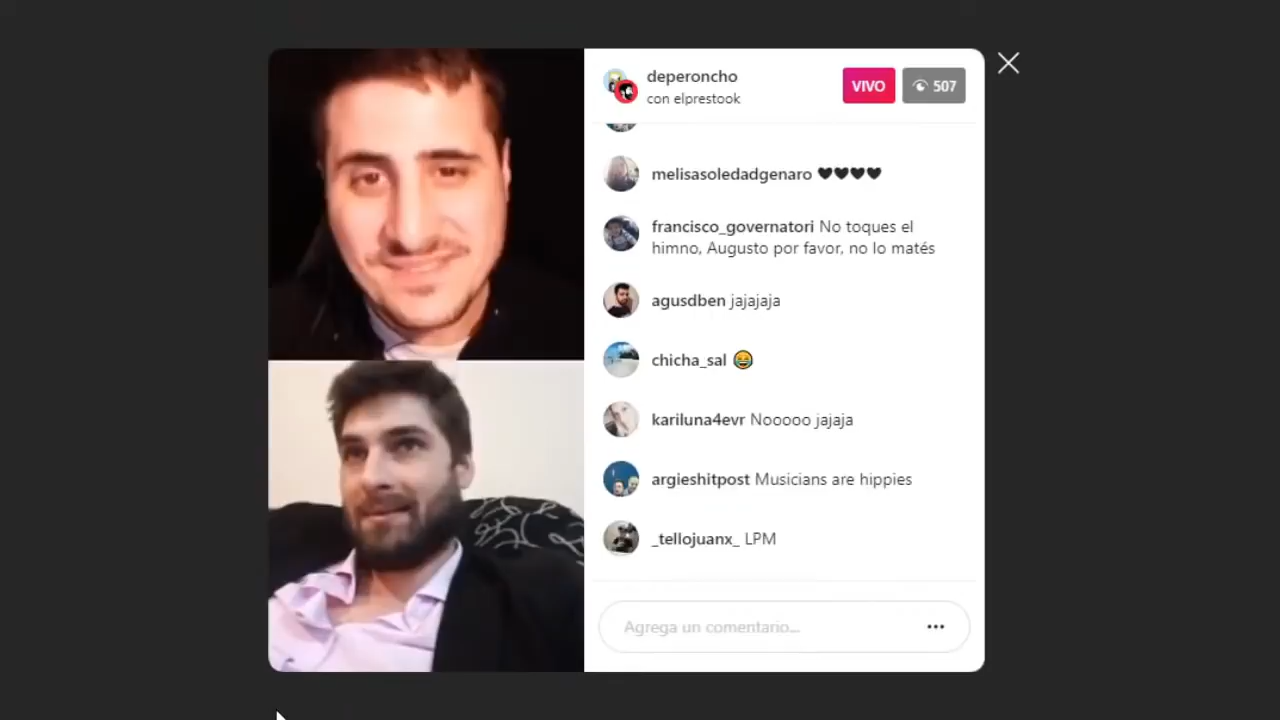 deperoncho
con elprestook
VIVO
507
melisasoledadgenaro 🖤🖤🖤🖤
francisco_governatori No toques el
himno, Augusto por favor, no lo matés
agusdben jajajaja
chicha_sal 😂
kariluna4evr Nooooo jajaja
argieshitpost Musicians are hippies
_tellojuanx_ LPM
Agrega un comentario...